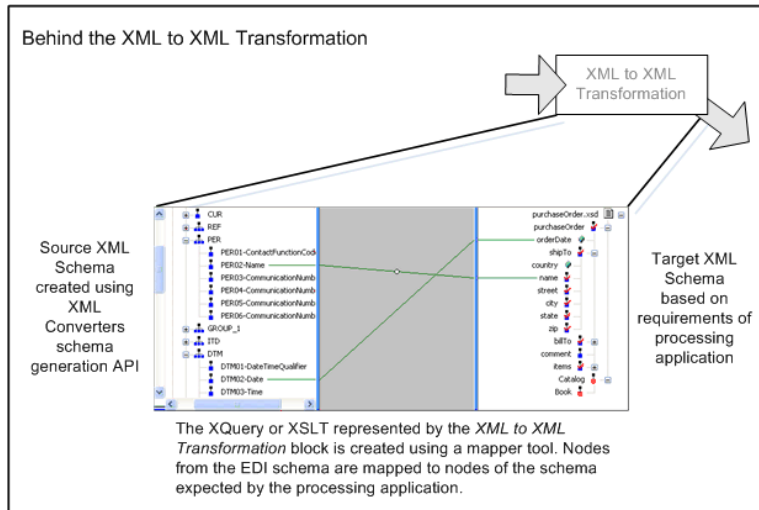 Behind the XML to XML Transformation
XML to XML
Transformation
Source XML
Schema
created using
XML
Converters
schema
generation API
CUR
REF
PER
PER01-ContactFunctionCode
PER02-Name
PER03-CommunicationNumb
PER04-CommunicationNumb
PER05-CommunicationNumb
PER06-CommunicationNumb
GROUP_1
ITD
DTM
DTM01-DateTimeQualifier
DTM02-Date
DTM03-Time
purchaseOrder.xsd
purchaseOrder
orderDate
shipTo
country
name
street
city
state
zip
billTo
comment
items
Catalog
Book
Target XML
Schema
based on
requirements of
processing
application
The XQuery or XSLT represented by the XML to XML
Transformation block is created using a mapper tool. Nodes
from the EDI schema are mapped to nodes of the schema
expected by the processing application.